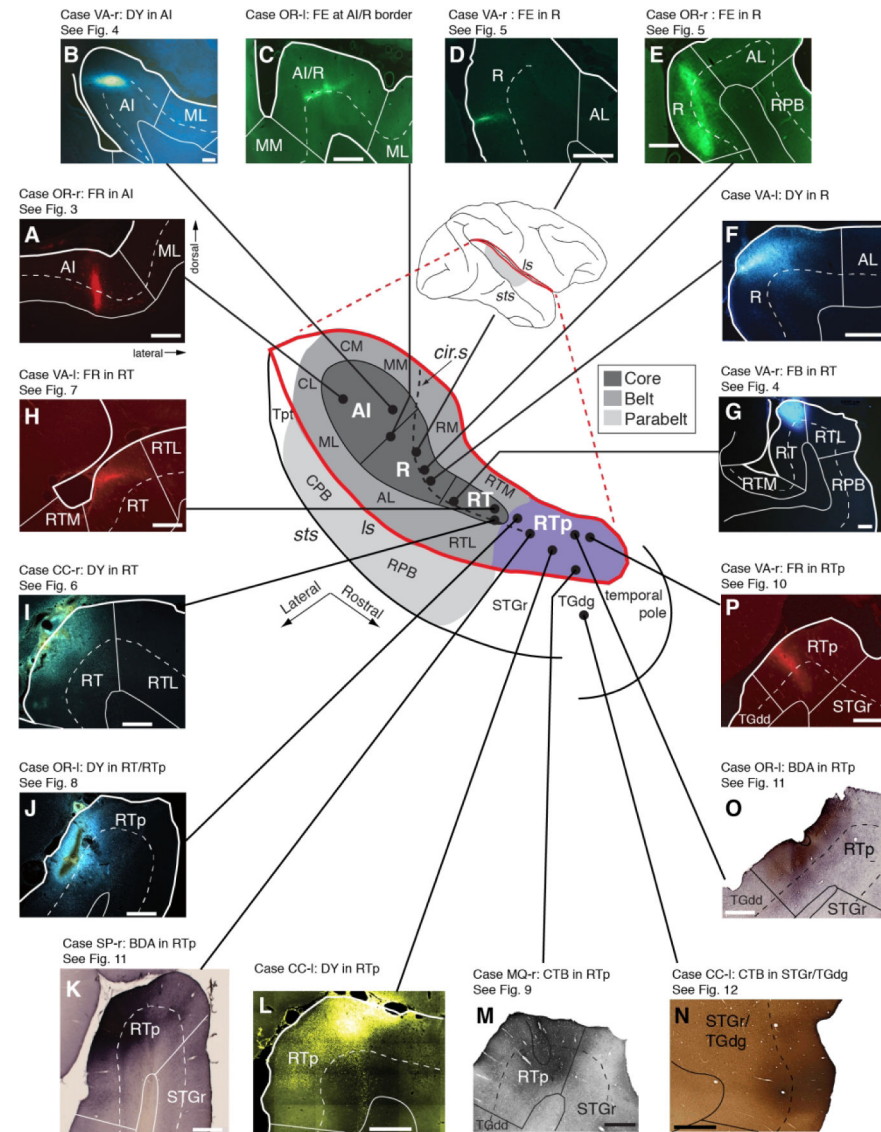 Case VA-r: DY in AI
See Fig. 4
B
AI
ML
Case OR-l: FE at AI/R border
C
AI/R
MM
ML
Case VA-r : FE in R
See Fig. 5
D
R
AL
Case OR-r : FE in R
See Fig. 5
E
AL
R
RPB
Case OR-r: FR in AI
See Fig. 3
A
AI
ML
dorsal
lateral
Case VA-l: DY in R
F
AL
R
ls
sts
Case VA-l: FR in RT
See Fig. 7
H
RTL
RT
RTM
Case VA-r: FB in RT
See Fig. 4
G
RT
RTL
RTM
RPB
CM
MM
cir.s
CL
AI
Tpt
ML
RM
R
CPB
AL
RT
RTM
sts
ls
RTp
RTL
RPB
Lateral
Rostral
STGr
TGdg
temporal
pole
Core
Belt
Parabelt
Case CC-r: DY in RT
See Fig. 6
I
RT
RTL
Case VA-r: FR in RTp
See Fig. 10
P
RTp
STGr
TGdd
Case OR-l: DY in RT/RTp
See Fig. 8
J
RTp
Case OR-l: BDA in RTp
See Fig. 11
O
RTp
TGdd
STGr
Case SP-r: BDA in RTp
See Fig. 11
K
RTp
STGr
Case CC-l: DY in RTp
L
RTp
Case MQ-r: CTB in RTp
See Fig. 9
M
RTp
STGr
TGdd
Case CC-l: CTB in STGr/TGdg
See Fig. 12
N
STGr/
TGdg